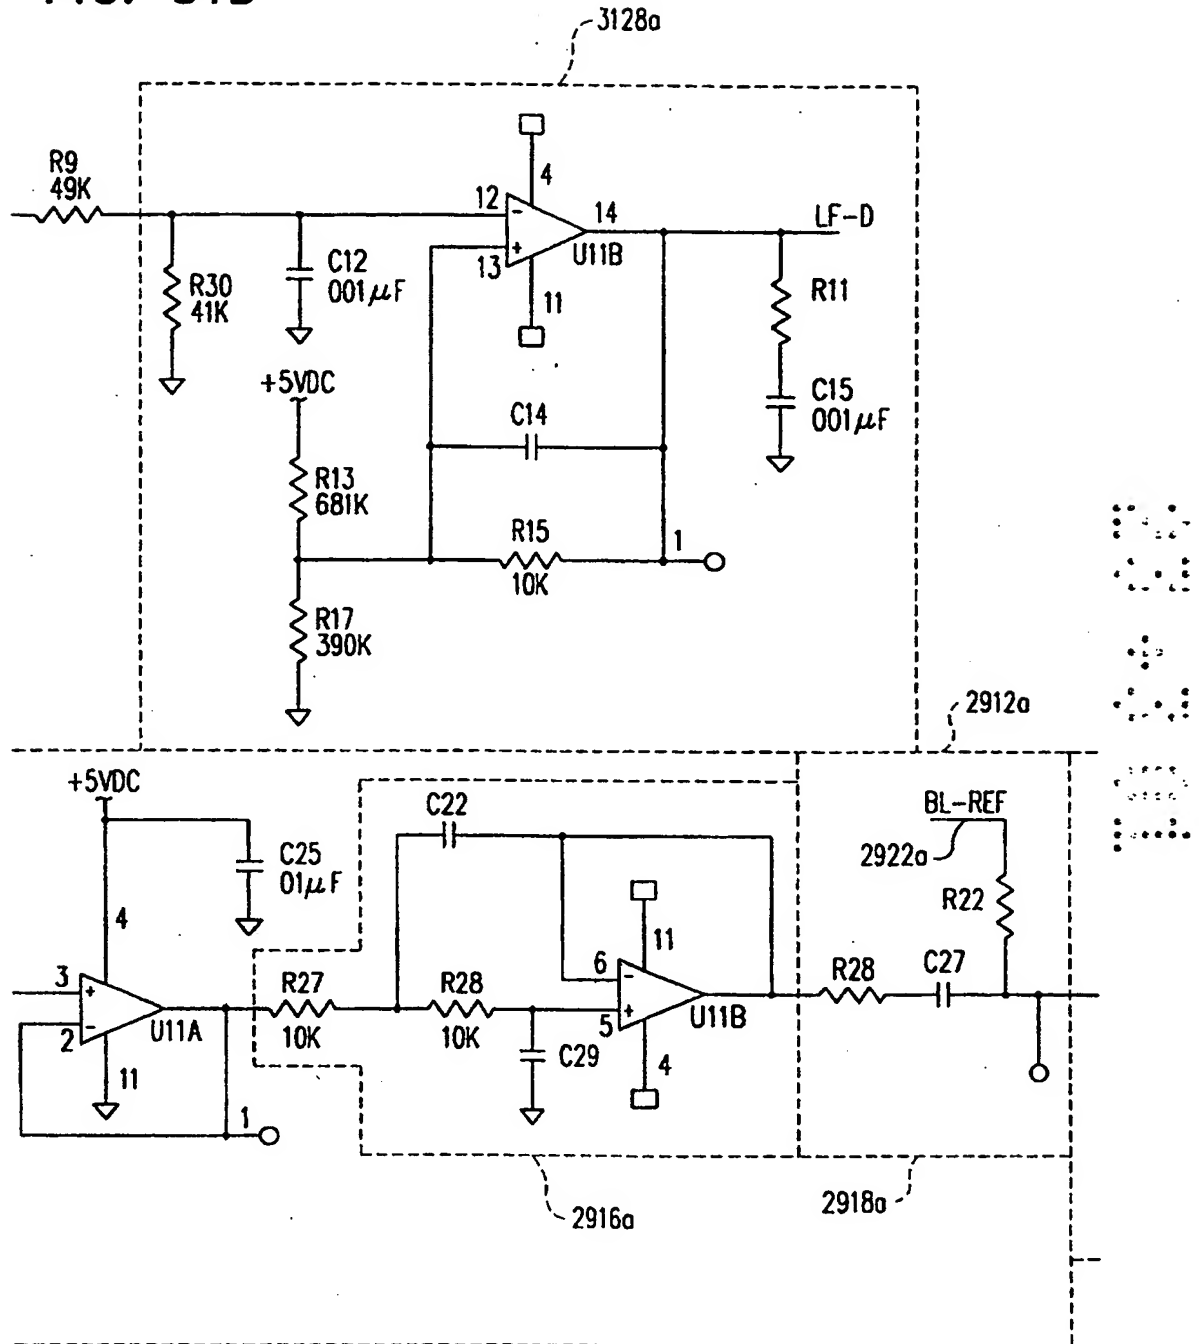 3128a
R9
49K
4
12
-
14
LF-D
+
13
U11B
C12
001µF
R30
41K
11
R11
+5VDC
C14
C15
001µF
R13
681K
R15
1
10K
R17
390K
2912a
+5VDC
C22
BL-REF
C25
01µF
2922a
R22
4
11
3
+
R27
R28
6
-
R28
C27
-
2
U11A
10K
10K
+
5
U11B
C29
11
4
1
2918a
2916a